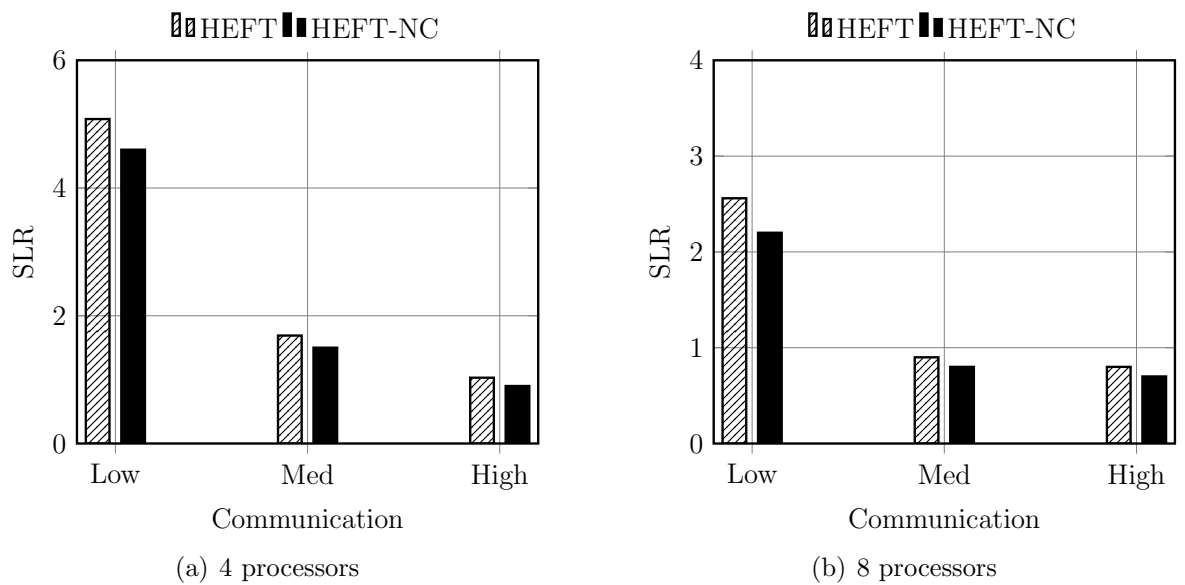 HEFT HEFT-NC
6
4
2
0
SLR
Low Med High
Communication
(a) 4 processors
HEFT HEFT-NC
4
3
2
1
0
SLR
Low Med High
Communication
(b) 8 processors